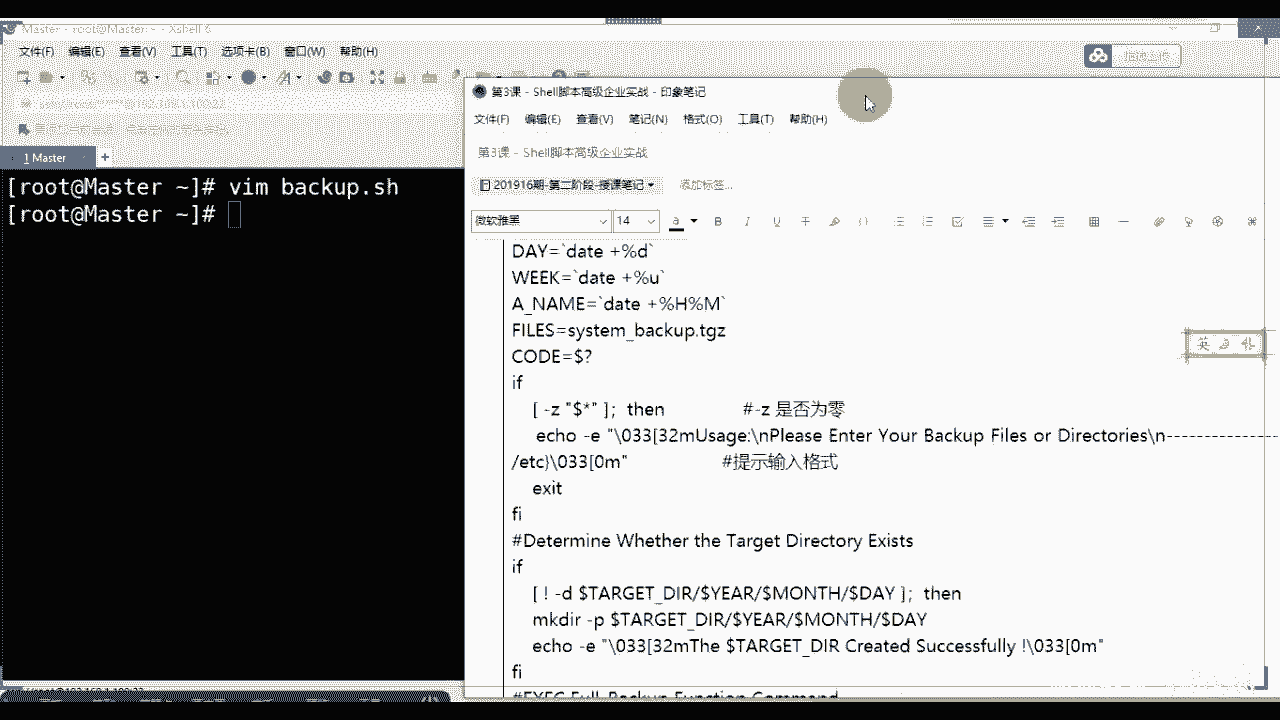 Master - root@Master:~ - Xshell 6
文件(F) 编辑(E) 查看(V) 工具(T) 选项卡(B) 窗口(W) 帮助(H)
1 Master +
[root@Master ~]# vim backup.sh
[root@Master ~]#
第3课 - Shell脚本高级企业实战 - 印象笔记
文件(F) 编辑(E) 查看(V) 笔记(N) 格式(O) 工具(T) 帮助(H)
第3课 - Shell脚本高级企业实战
201916期-第二阶段-授课笔记 添加标签...
微软雅黑 14 a B I U T
DAY=`date +%d`
WEEK=`date +%u`
A_NAME=`date +%H%M`
FILES=system_backup.tgz
CODE=$?
if
[ -z "$*" ]; then #-z 是否为零
echo -e "\033[32mUsage:\nPlease Enter Your Backup Files or Directories\n--------------
/etc}\033[0m" #提示输入格式
exit
fi
#Determine Whether the Target Directory Exists
if
[ ! -d $TARGET_DIR/$YEAR/$MONTH/$DAY ]; then
mkdir -p $TARGET_DIR/$YEAR/$MONTH/$DAY
echo -e "\033[32mThe $TARGET_DIR Created Successfully !\033[0m"
fi
#EXEC Full Backup Function Command
英